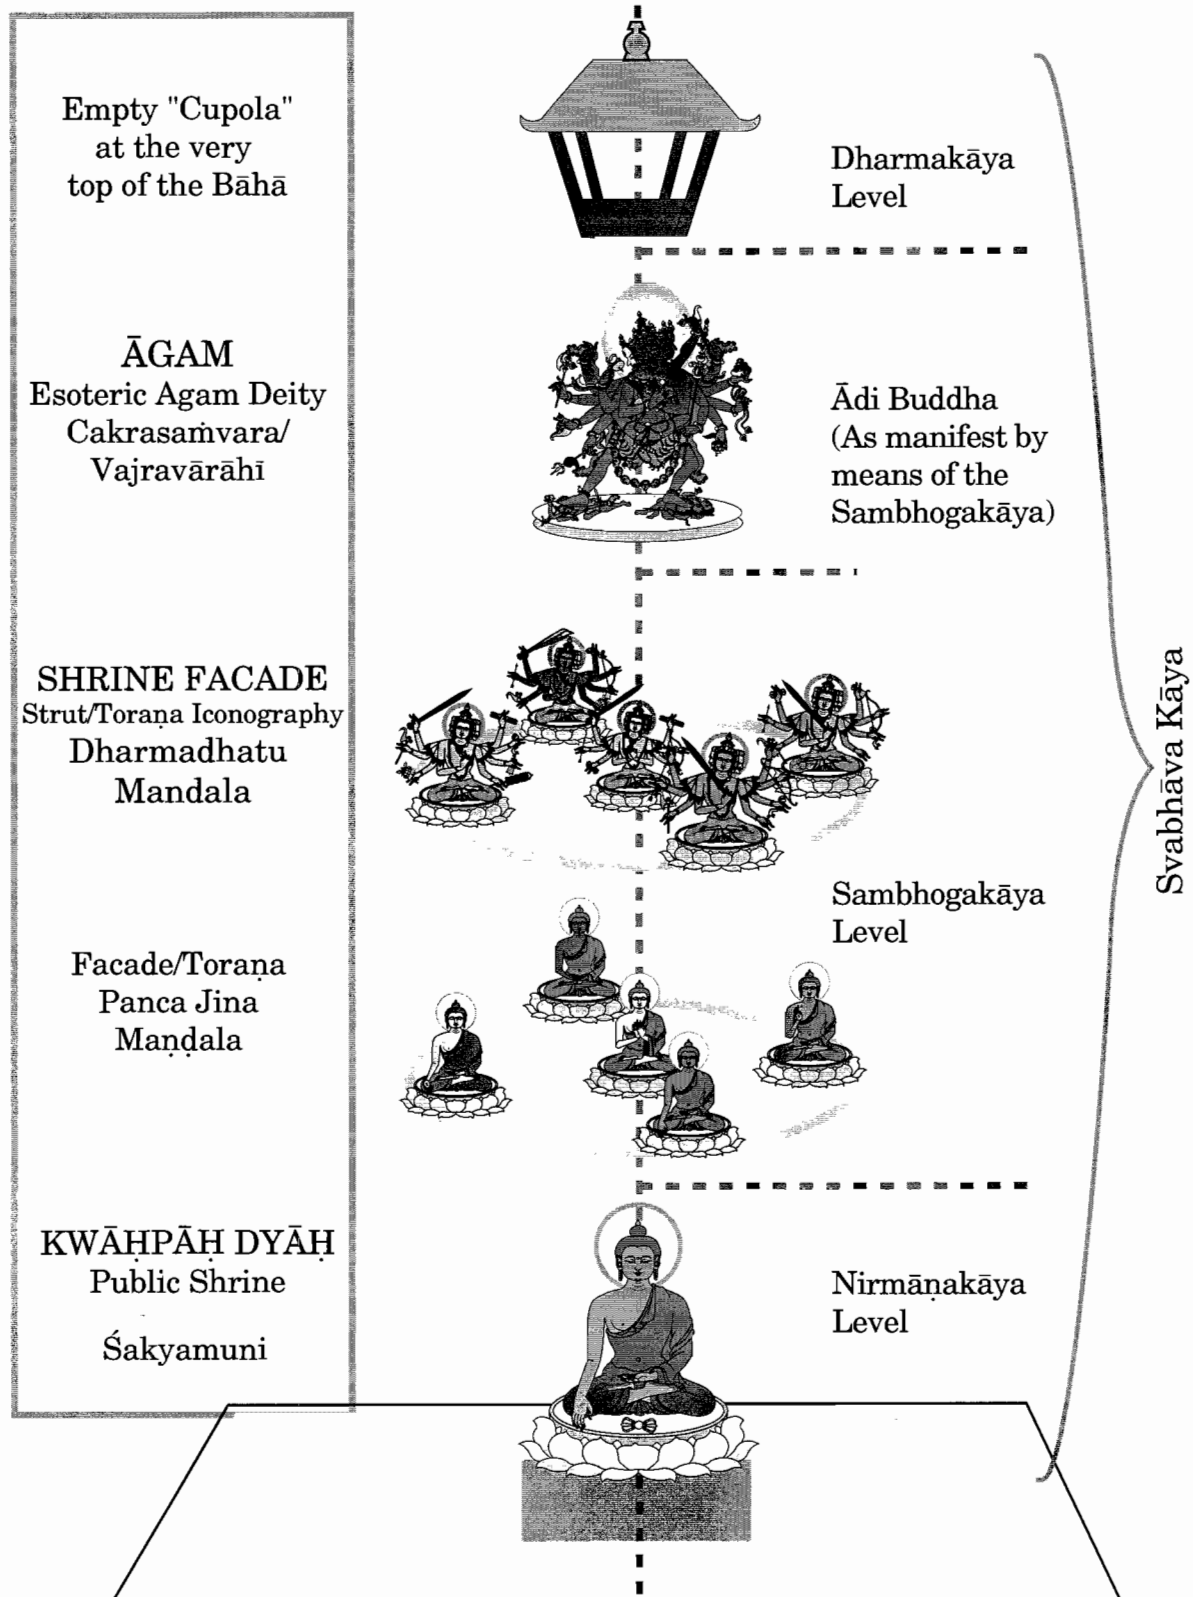 Empty "Cupola"
at the very
top of the Bāhā
Dharmakāya
Level
ĀGAM
Esoteric Agam Deity
Cakrasaṁvara/
Vajravārāhī
Ādi Buddha
(As manifest by
means of the
Sambhogakāya)
SHRINE FACADE
Strut/Toraṇa Iconography
Dharmadhatu
Mandala
Sambhogakāya
Level
Facade/Toraṇa
Panca Jina
Maṇḍala
KWĀḤPĀḤ DYĀḤ
Public Shrine
Śakyamuni
Nirmāṇakāya
Level
Svabhāva Kāya